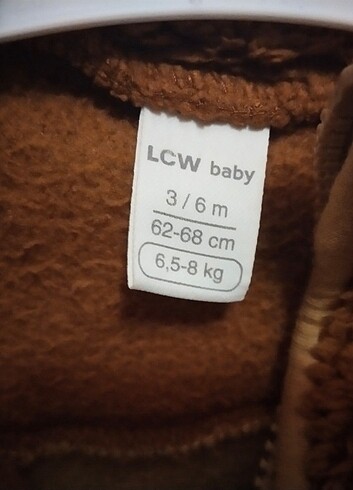 LCW baby
3 / 6 m
62-68 cm
6,5-8 kg